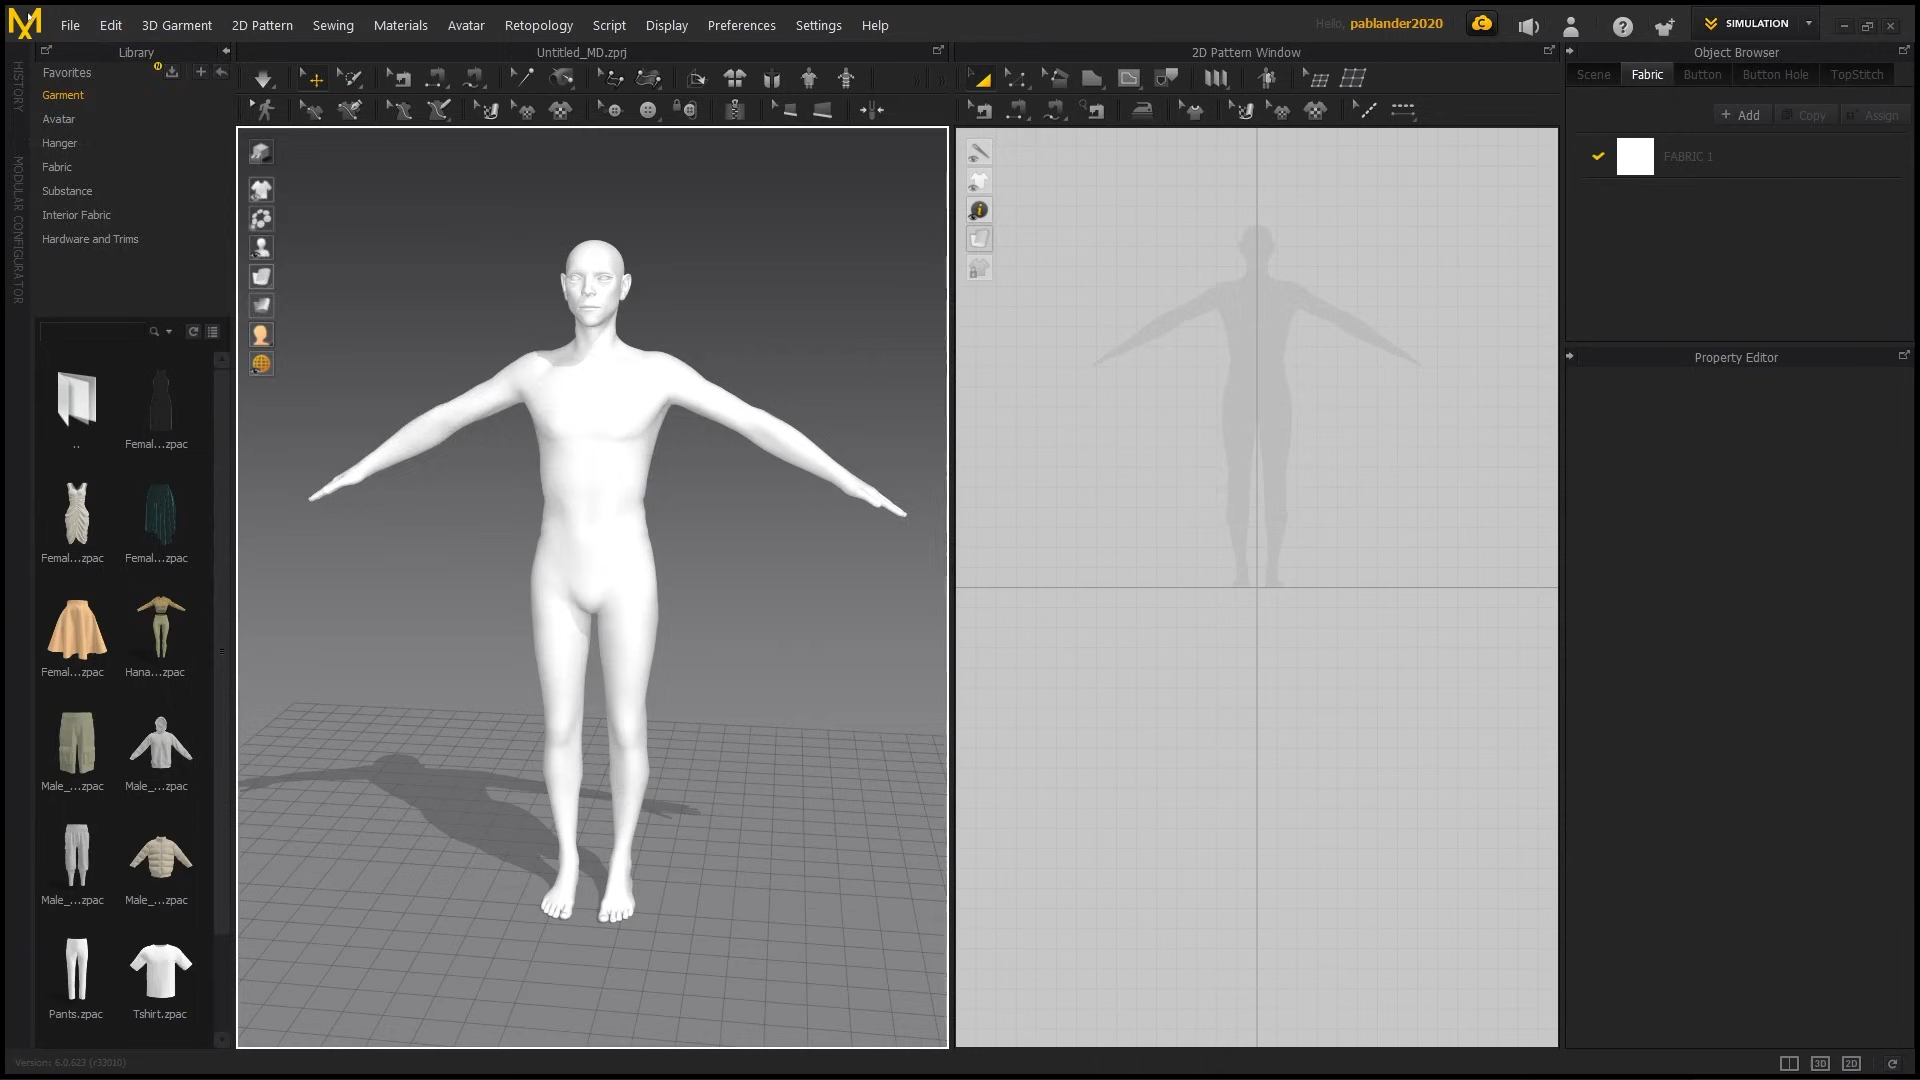 File Edit 3D Garment 2D Pattern Sewing Materials Avatar Retopology Script Display Preferences Settings Help
Hello, pablander2020
SIMULATION
HISTORY
MODULAR CONFIGURATOR
Library
Favorites
Garment
Avatar
Hanger
Fabric
Substance
Interior Fabric
Hardware and Trims
..
Femal...zpac
Femal...zpac
Femal...zpac
Femal...zpac
Hana...zpac
Male_...zpac
Male_...zpac
Male_...zpac
Male_...zpac
Pants.zpac
Tshirt.zpac
Untitled_MD.zprj
2D Pattern Window
Object Browser
Scene Fabric Button Button Hole TopStitch
+ Add Copy Assign
FABRIC 1
Property Editor
Version: 6.0.623 (r33010)
3D
2D